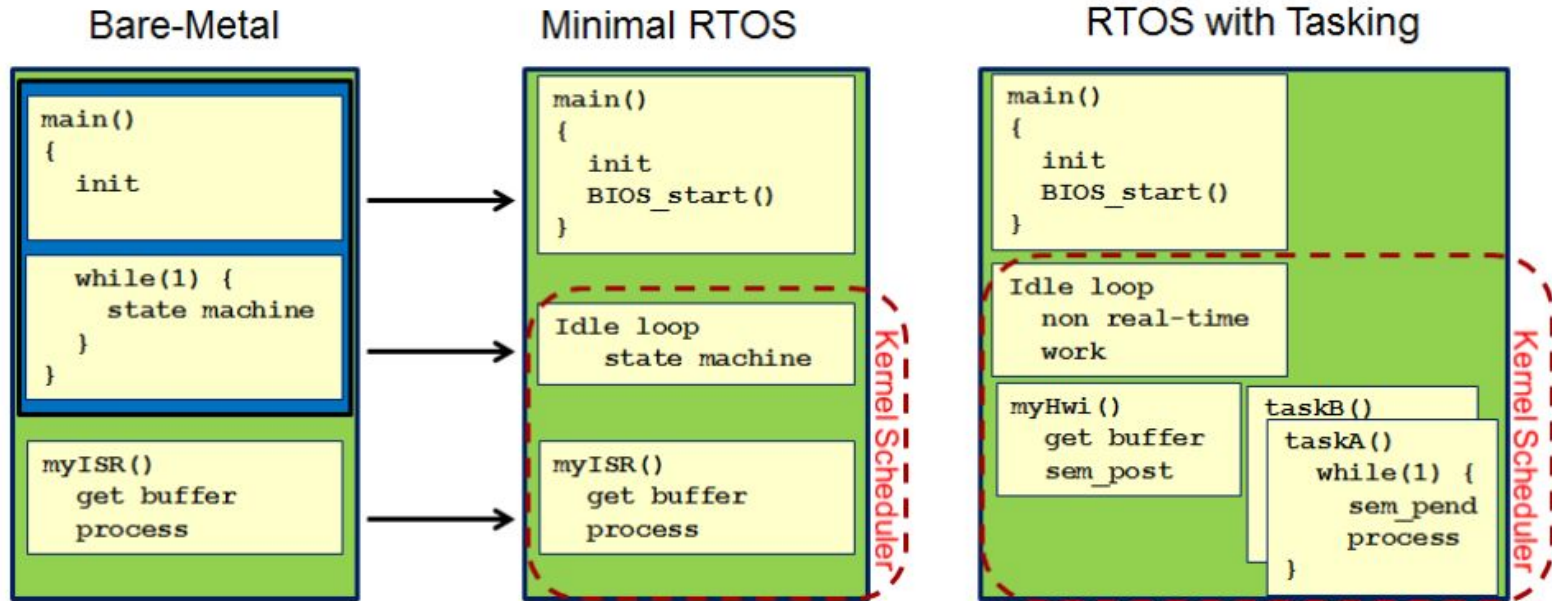 Bare-Metal
main()
{
init
while(1) {
state machine
}
}
myISR()
get buffer
process
Minimal RTOS
main()
{
init
BIOS_start()
}
Idle loop
state machine
myISR()
get buffer
process
Kernel Scheduler
RTOS with Tasking
main()
{
init
BIOS_start()
}
Idle loop
non real-time
work
myHwi()
get buffer
sem_post
taskB()
taskA()
while(1) {
sem_pend
process
}
Kernel Scheduler